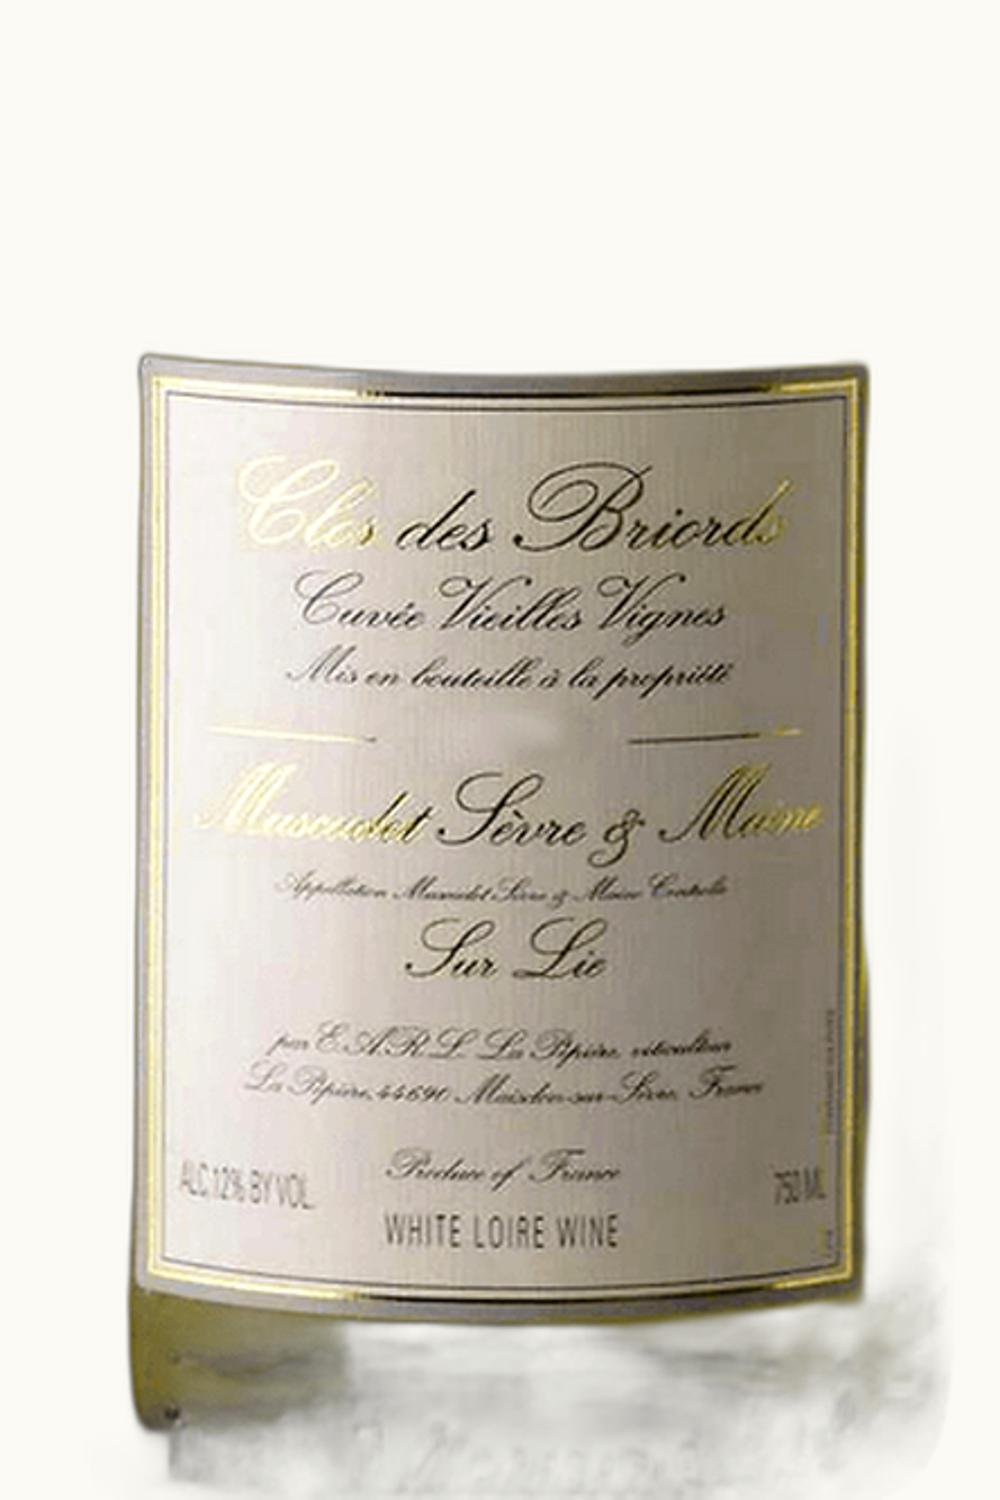 Clos des Briords
Cuvée Vieilles Vignes
Mis en bouteille à la propriété
Muscadet Sèvre & Maine
Appellation Muscadet Sèvre & Maine Contrôlée
Sur Lie
par E.A.R.L. La Pépière, viticulteur
La Pépière, 44690 Maisdon-sur-Sèvre, France
Produce of France
ALC.12% BY VOL.
750 ML
WHITE LOIRE WINE